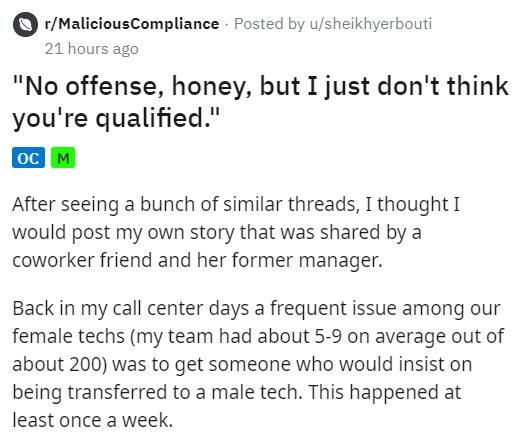 r/MaliciousCompliance · Posted by u/sheikhyerbouti
21 hours ago
"No offense, honey, but I just don't think
you're qualified."
OC M
After seeing a bunch of similar threads, I thought I
would post my own story that was shared by a
coworker friend and her former manager.
Back in my call center days a frequent issue among our
female techs (my team had about 5-9 on average out of
about 200) was to get someone who would insist on
being transferred to a male tech. This happened at
least once a week.